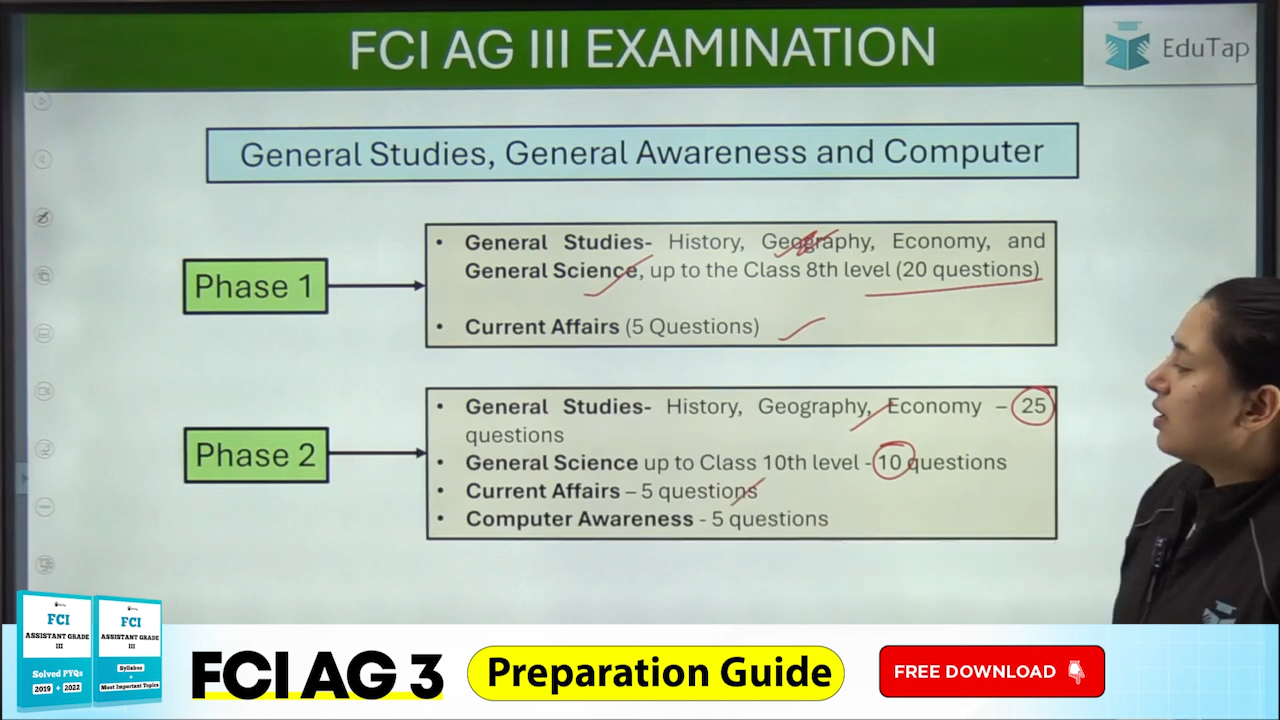 FCI AG III EXAMINATION
EduTap
General Studies, General Awareness and Computer
Phase 1
• General Studies- History, Geography, Economy, and
General Science, up to the Class 8th level (20 questions)
• Current Affairs (5 Questions)
Phase 2
• General Studies- History, Geography, Economy – 25
questions
• General Science up to Class 10th level - 10 questions
• Current Affairs – 5 questions
• Computer Awareness - 5 questions
FCI
ASSISTANT GRADE
III
Solved PYQs
2019 + 2022
FCI
ASSISTANT GRADE
III
Syllabus
+
Most Important Topics
FCI AG 3
Preparation Guide
FREE DOWNLOAD